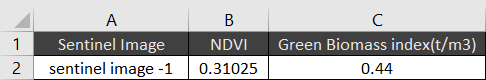 A B C
1 Sentinel Image NDVI Green Biomass index(t/m3)
2 sentinel image -1 0.31025 0.44